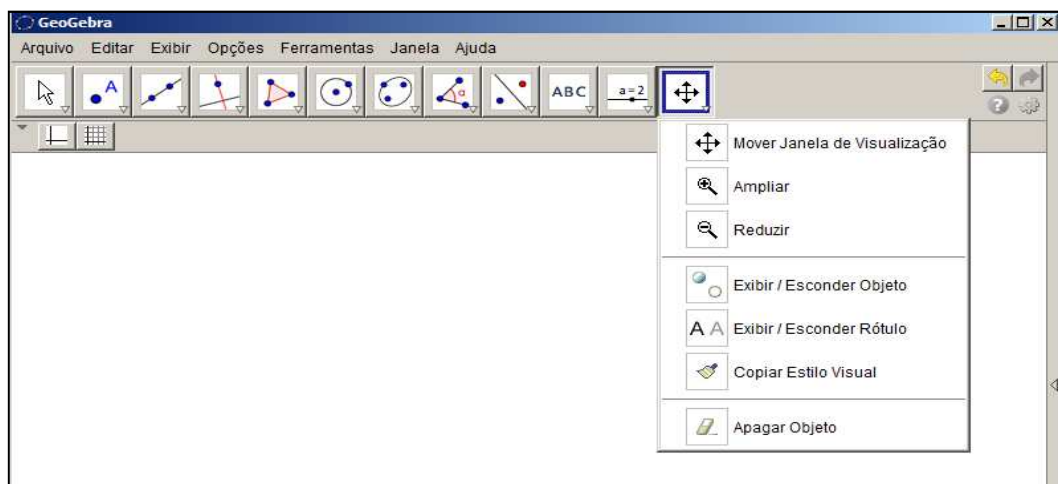 GeoGebra
Arquivo Editar Exibir Opções Ferramentas Janela Ajuda
A α ABC a=2
Mover Janela de Visualização
Ampliar
Reduzir
Exibir / Esconder Objeto
A A Exibir / Esconder Rótulo
Copiar Estilo Visual
Apagar Objeto